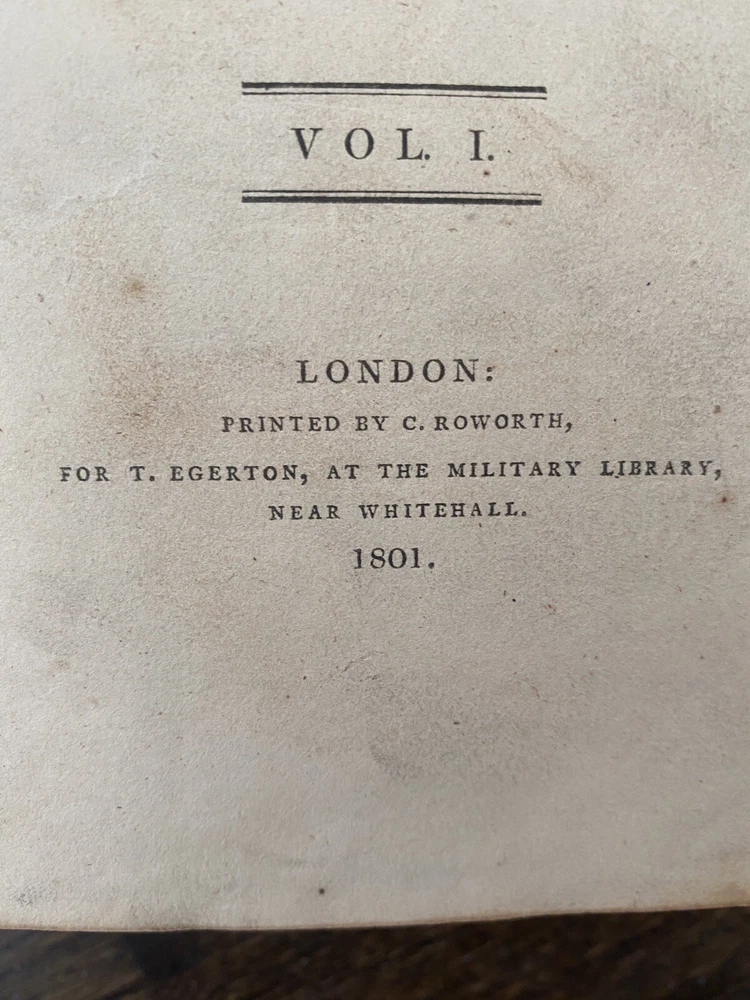 VOL. I.
LONDON:
PRINTED BY C. ROWORTH,
FOR T. EGERTON, AT THE MILITARY LIBRARY,
NEAR WHITEHALL.
1801.